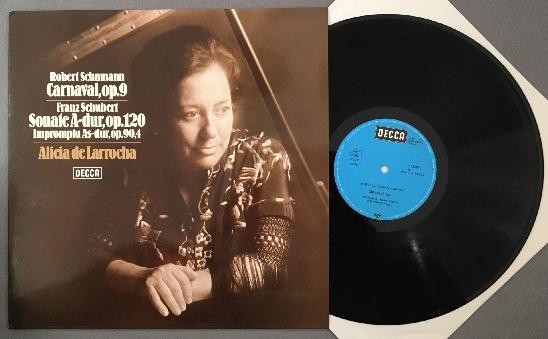 Robert Schumann
Carnaval, op.9
Franz Schubert
Sonate A-dur, op.120
Impromptu As-dur, op.90,4
Alicia de Larrocha
DECCA
DECCA